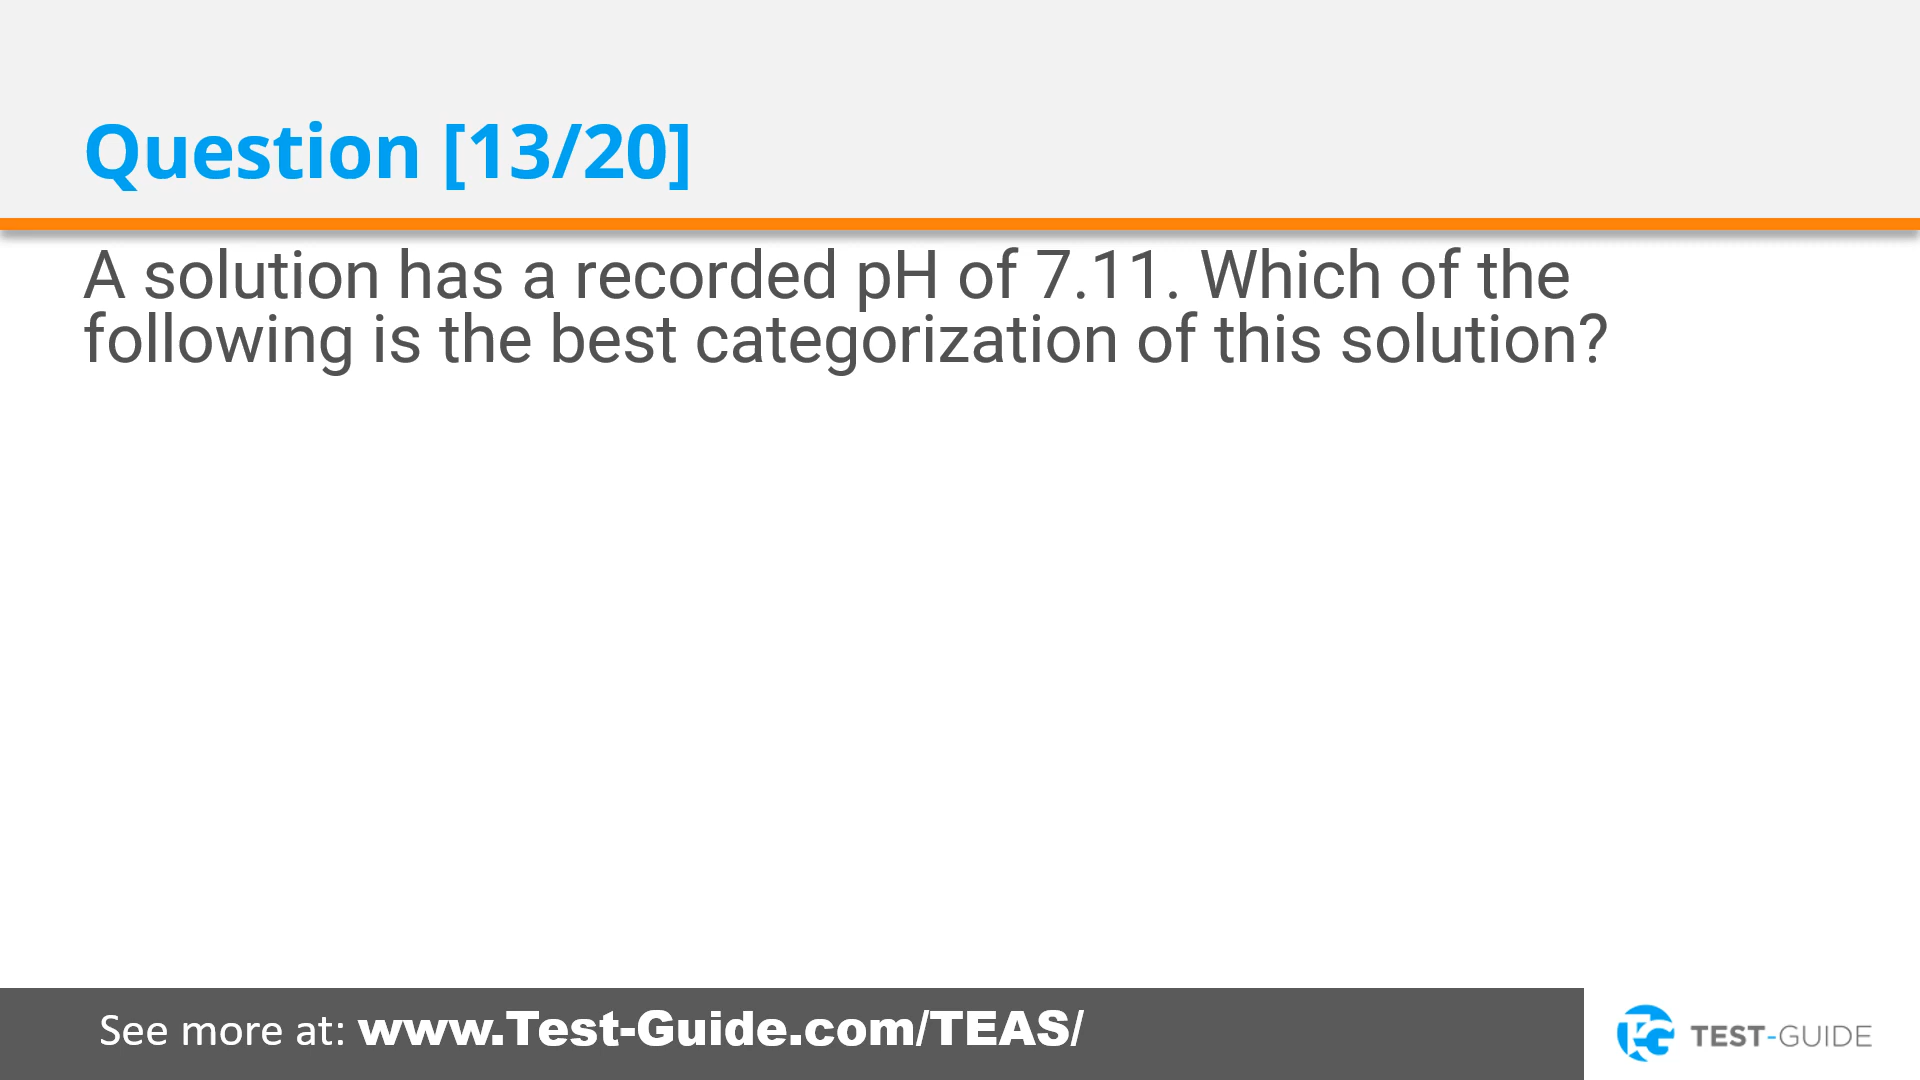 Question [13/20]
A solution has a recorded pH of 7.11. Which of the
following is the best categorization of this solution?
See more at: www.Test-Guide.com/TEAS/
TEST-GUIDE